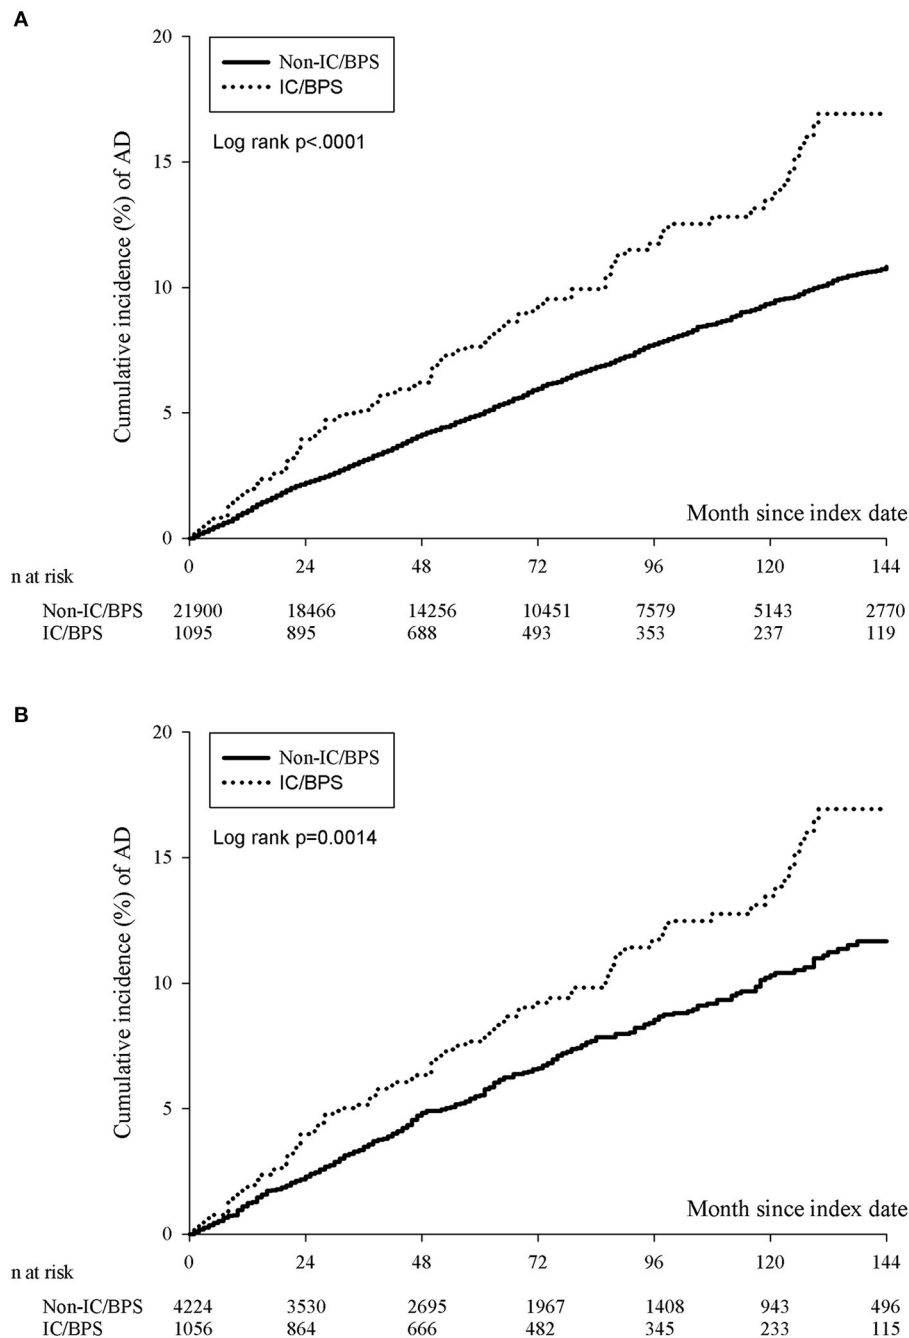 A
20
Non-IC/BPS
IC/BPS
Log rank p<.0001
15
Cumulative incidence (%) of AD
10
5
Month since index date
0
0 24 48 72 96 120 144
n at risk
Non-IC/BPS 21900 18466 14256 10451 7579 5143 2770
IC/BPS 1095 895 688 493 353 237 119
B
20
Non-IC/BPS
IC/BPS
Log rank p=0.0014
15
Cumulative incidence (%) of AD
10
5
Month since index date
0
0 24 48 72 96 120 144
n at risk
Non-IC/BPS 4224 3530 2695 1967 1408 943 496
IC/BPS 1056 864 666 482 345 233 115